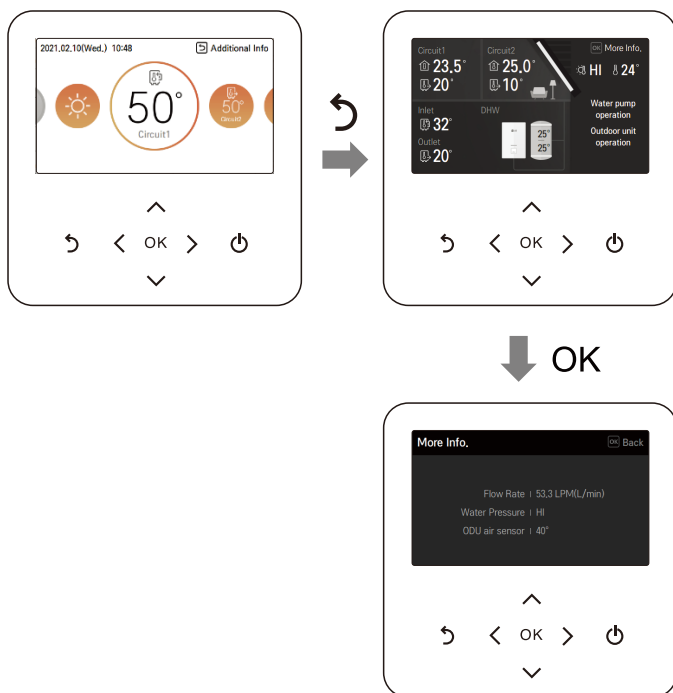 2021.02.10(Wed.) 10:48
Additional Info
50°
Circuit1
50°
Circuit2
OK
Circuit1
23.5°
20°
Circuit2
25.0°
10°
OK More Info.
HI 24°
Inlet
32°
Outlet
20°
DHW
25°
25°
Water pump
operation
Outdoor unit
operation
OK
OK
More Info.
OK Back
Flow Rate | 53.3 LPM(L/min)
Water Pressure | HI
ODU air sensor | 40°
OK